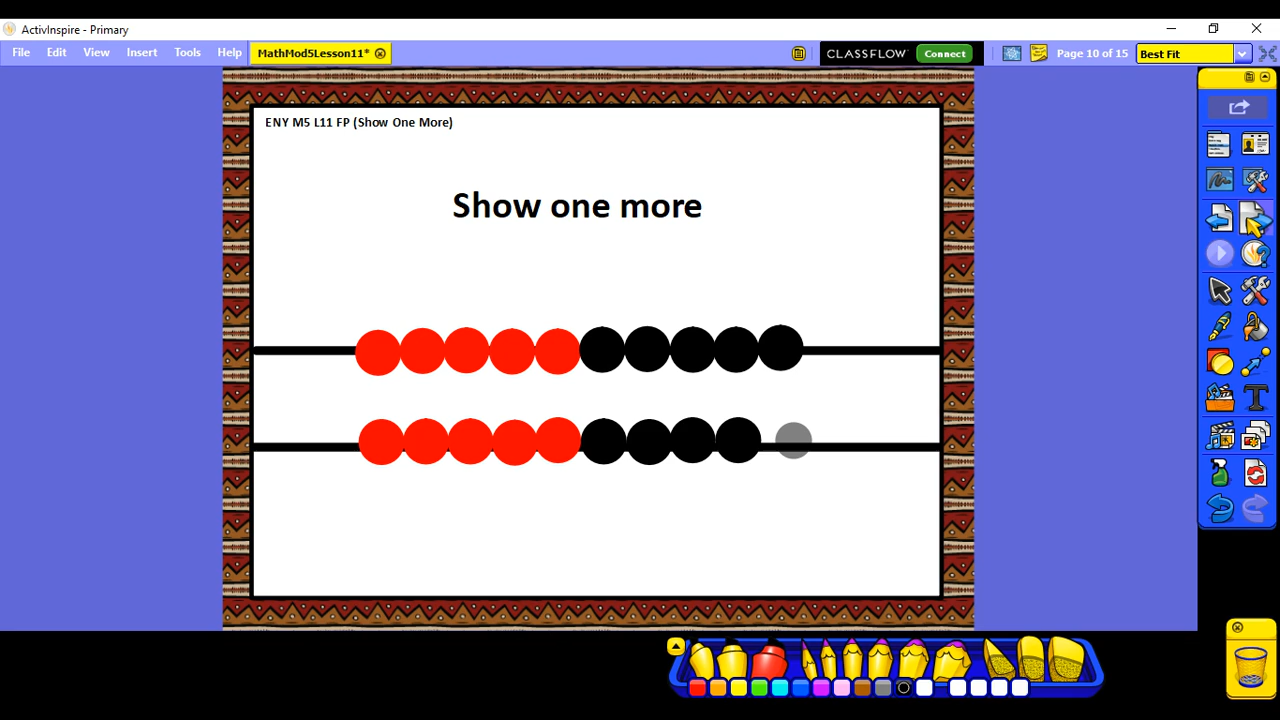 ActivInspire - Primary
File Edit View Insert Tools Help
MathMod5Lesson11*
CLASSFLOW Connect
Page 10 of 15
Best Fit
ENY M5 L11 FP (Show One More)
Show one more